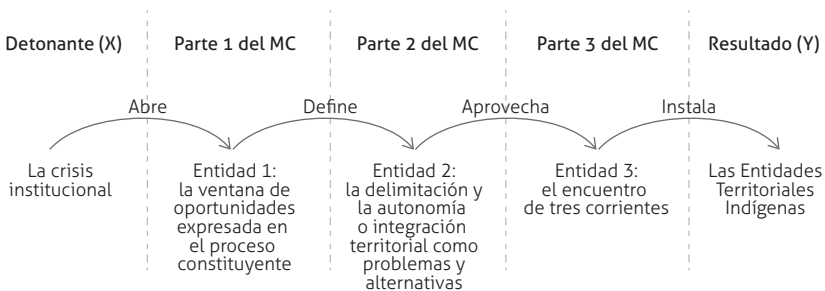 Detonante (X)
Parte 1 del MC
Parte 2 del MC
Parte 3 del MC
Resultado (Y)
Abre
Define
Aprovecha
Instala
La crisis
institucional
Entidad 1:
la ventana de
oportunidades
expresada en
el proceso
constituyente
Entidad 2:
la delimitación y
la autonomía
o integración
territorial como
problemas y
alternativas
Entidad 3:
el encuentro
de tres corrientes
Las Entidades
Territoriales
Indígenas